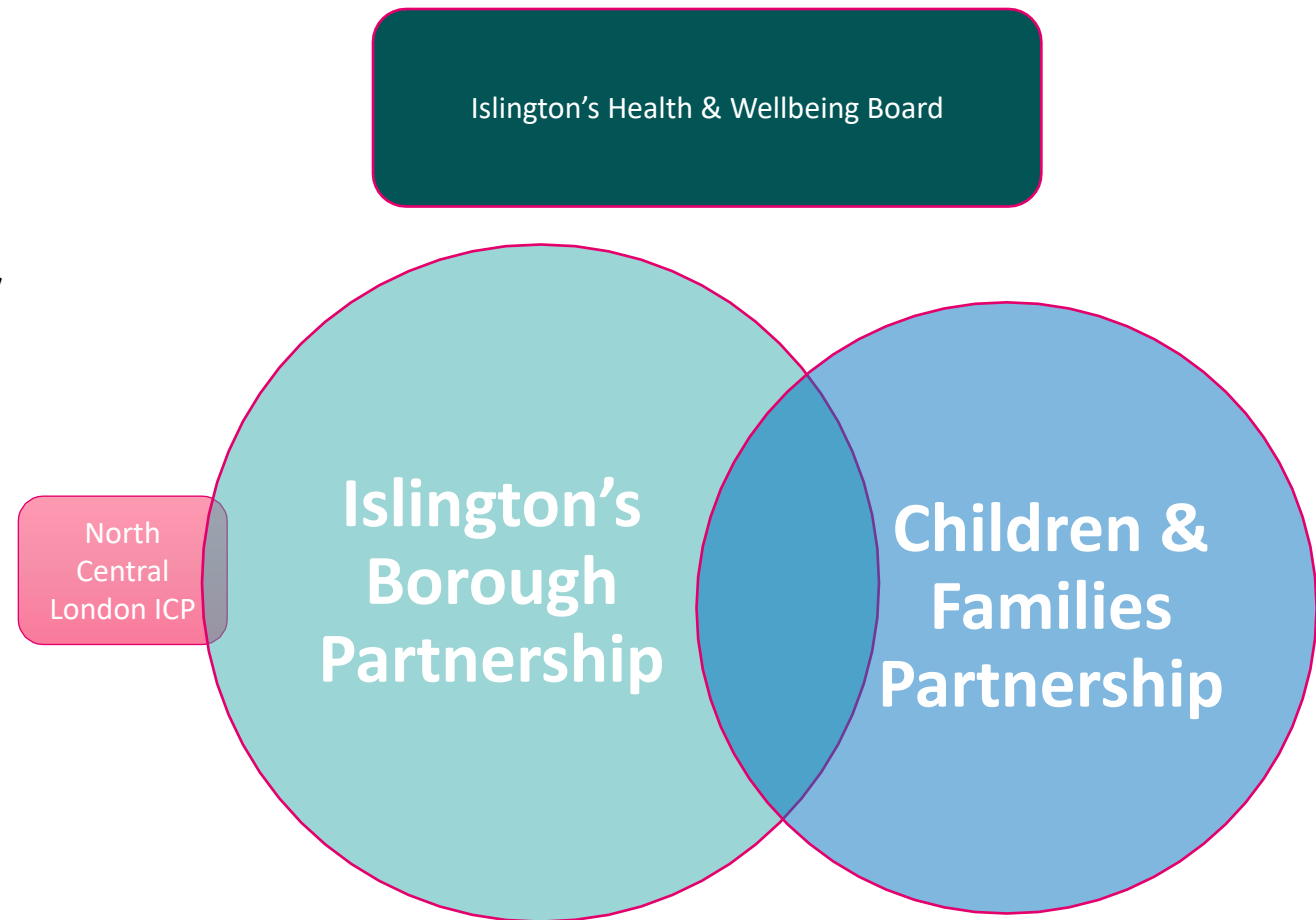 Islington’s Health & Wellbeing Board
North
Central
London ICP
Islington’s
Borough
Partnership
Children &
Families
Partnership